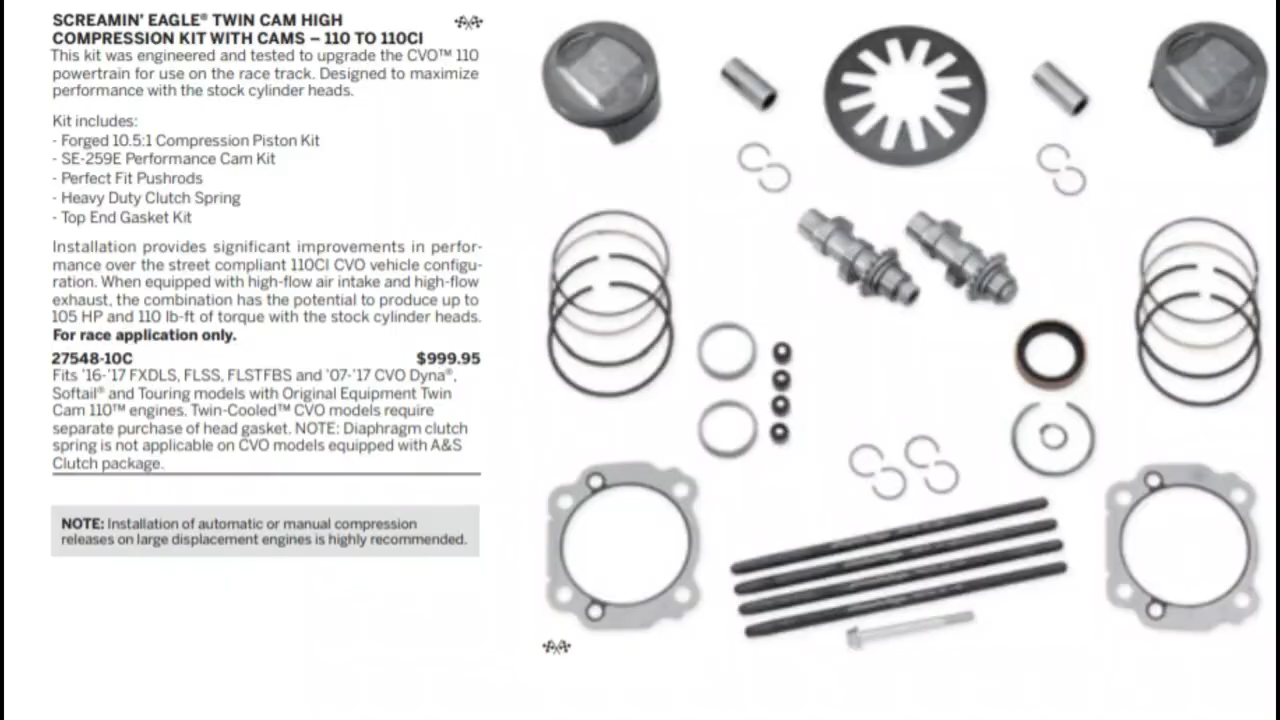 SCREAMIN' EAGLE® TWIN CAM HIGH
COMPRESSION KIT WITH CAMS – 110 TO 110CI
This kit was engineered and tested to upgrade the CVO™ 110
powertrain for use on the race track. Designed to maximize
performance with the stock cylinder heads.
Kit includes:
- Forged 10.5:1 Compression Piston Kit
- SE-259E Performance Cam Kit
- Perfect Fit Pushrods
- Heavy Duty Clutch Spring
- Top End Gasket Kit
Installation provides significant improvements in perfor-
mance over the street compliant 110CI CVO vehicle configu-
ration. When equipped with high-flow air intake and high-flow
exhaust, the combination has the potential to produce up to
105 HP and 110 lb-ft of torque with the stock cylinder heads.
For race application only.
27548-10C $999.95
Fits '16-'17 FXDLS, FLSS, FLSTFBS and '07-'17 CVO Dyna®,
Softail® and Touring models with Original Equipment Twin
Cam 110™ engines. Twin-Cooled™ CVO models require
separate purchase of head gasket. NOTE: Diaphragm clutch
spring is not applicable on CVO models equipped with A&S
Clutch package.
NOTE: Installation of automatic or manual compression
releases on large displacement engines is highly recommended.